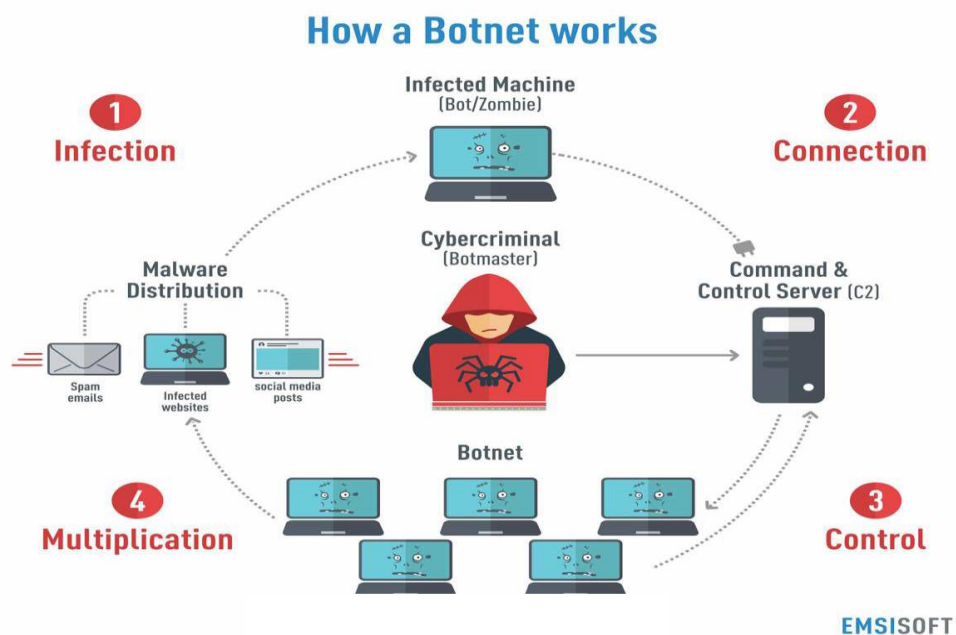 How a Botnet works
1
Infection
Infected Machine
(Bot/Zombie)
2
Connection
Malware
Distribution
Spam
emails
Infected
websites
social media
posts
Cybercriminal
(Botmaster)
Command &
Control Server (C2)
Botnet
4
Multiplication
3
Control
EMSISOFT